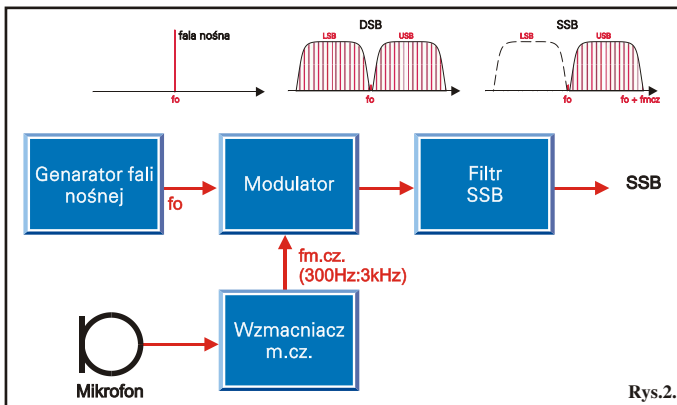 DSB
SSB
fala nośna
LSB
USB
LSB
USB
fo
fo
fo
fo + fmcz
Genarator fali
nośnej
fo
Modulator
Filtr
SSB
SSB
fm.cz.
(300Hz:3kHz)
Wzmacniacz
m.cz.
Mikrofon
Rys.2.